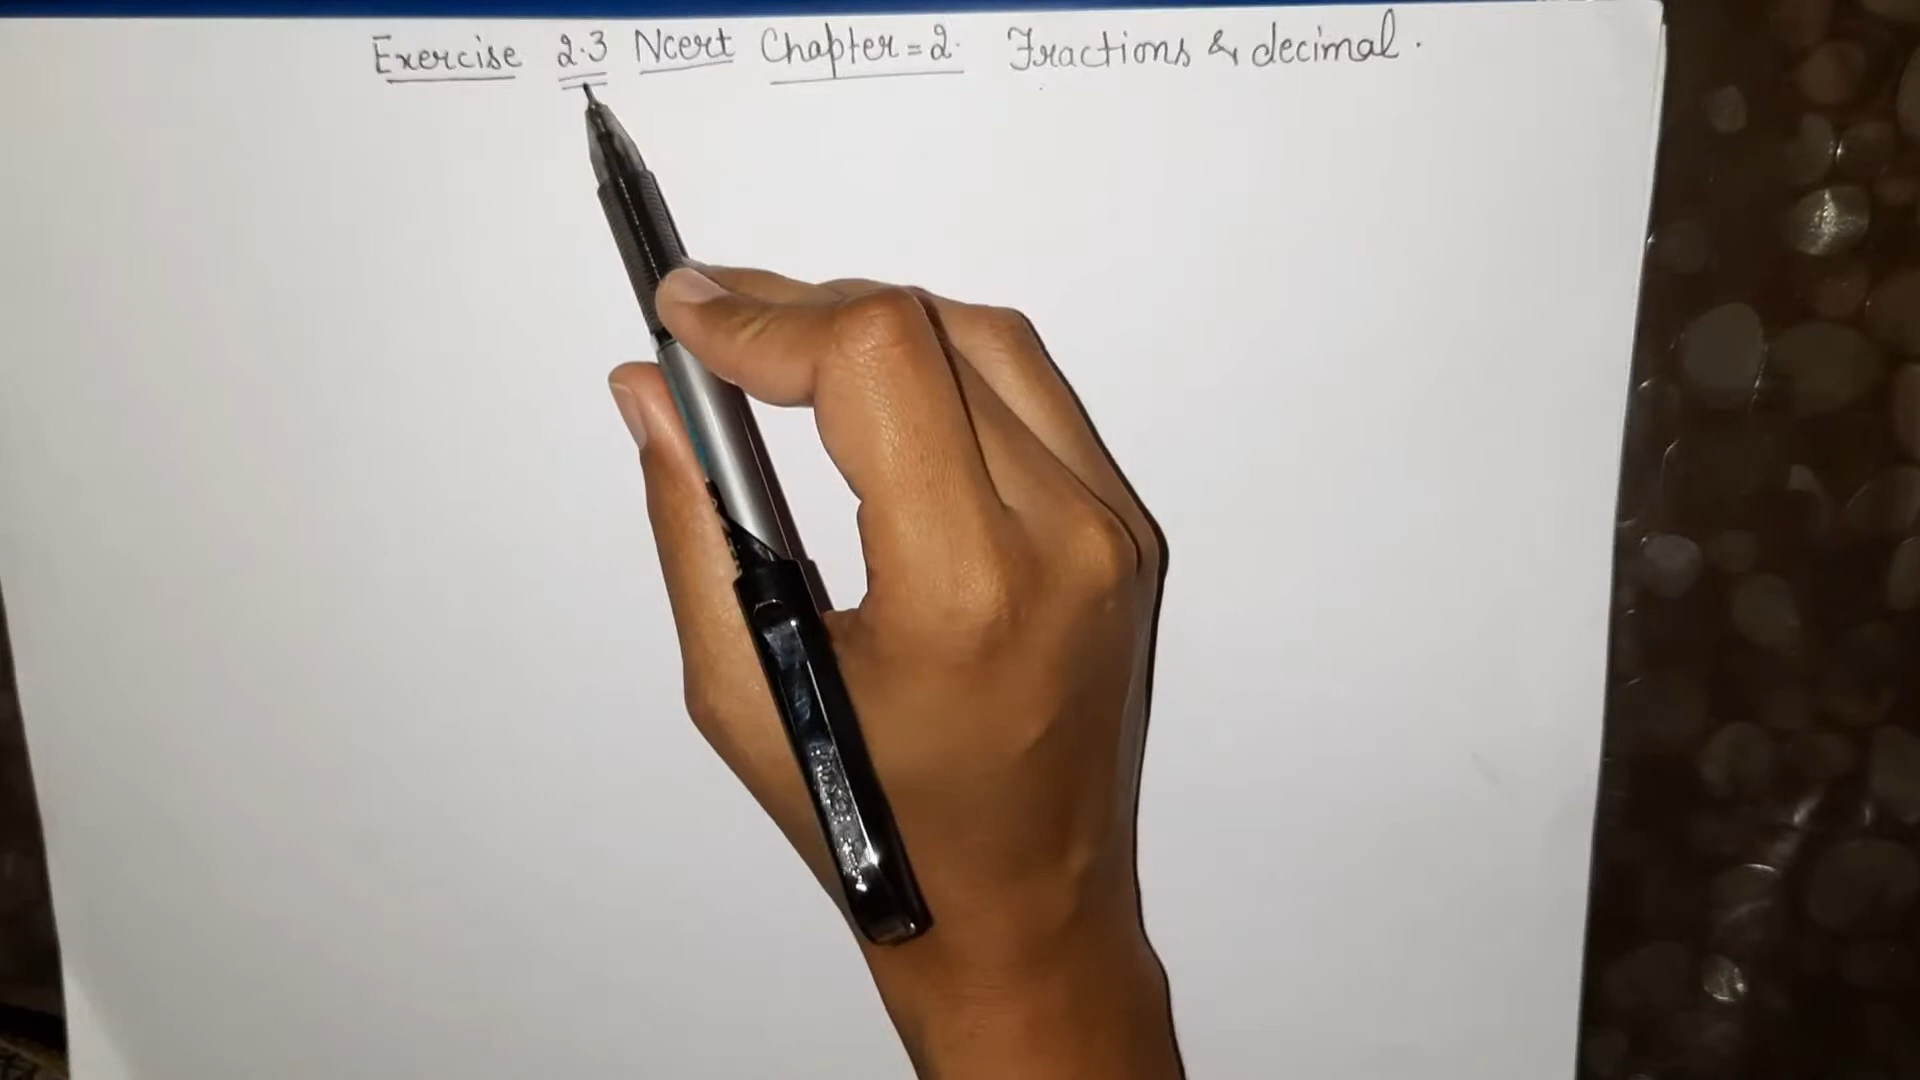 Exercise 2.3 Ncert Chapter = 2. Fractions & decimal.